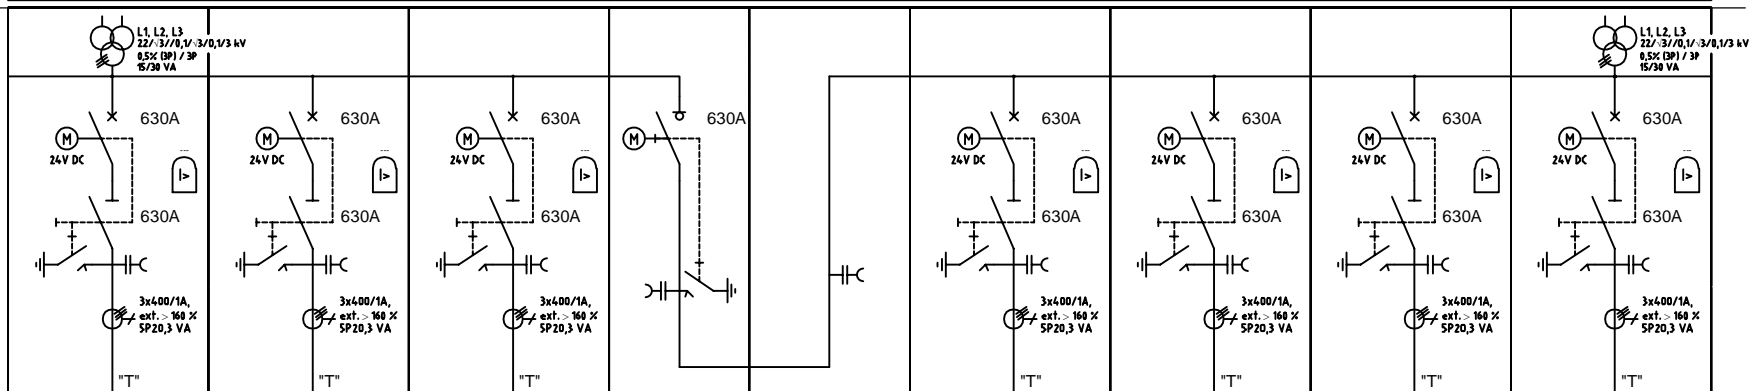 L1, L2, L3
22/√3//0,1/√3/0,1/3 kV
0,5% (3P) / 3P
15/30 VA
L1, L2, L3
22/√3//0,1/√3/0,1/3 kV
0,5% (3P) / 3P
15/30 VA
630A
630A
630A
630A
630A
630A
630A
630A
M
M
M
M
M
M
M
M
24V DC
24V DC
24V DC
24V DC
24V DC
24V DC
24V DC
---
---
---
---
---
---
---
I>
I>
I>
I>
I>
I>
I>
630A
630A
630A
630A
630A
630A
630A
3x400/1A,
ext. > 160 %
5P20,3 VA
3x400/1A,
ext. > 160 %
5P20,3 VA
3x400/1A,
ext. > 160 %
5P20,3 VA
3x400/1A,
ext. > 160 %
5P20,3 VA
3x400/1A,
ext. > 160 %
5P20,3 VA
3x400/1A,
ext. > 160 %
5P20,3 VA
3x400/1A,
ext. > 160 %
5P20,3 VA
"T"
"T"
"T"
"T"
"T"
"T"
"T"